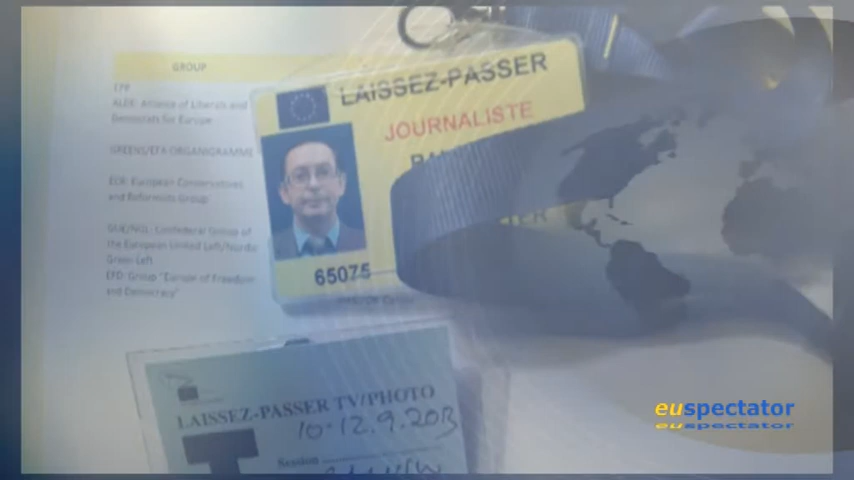 GROUP
EPP
ALDE: Alliance of Liberals and
Democrats for Europe
GREENS/EFA ORGANIGRAMME
ECR: European Conservatives
and Reformists Group
GUE/NGL: Confederal Group of
the European United Left/Nordic
Green Left
EFD: Group "Europe of Freedom
and Democracy"
LAISSEZ-PASSER
JOURNALISTE
65075
LAISSEZ-PASSER TV/PHOTO
10-12.9.2013
Session
euspectator
euspectator